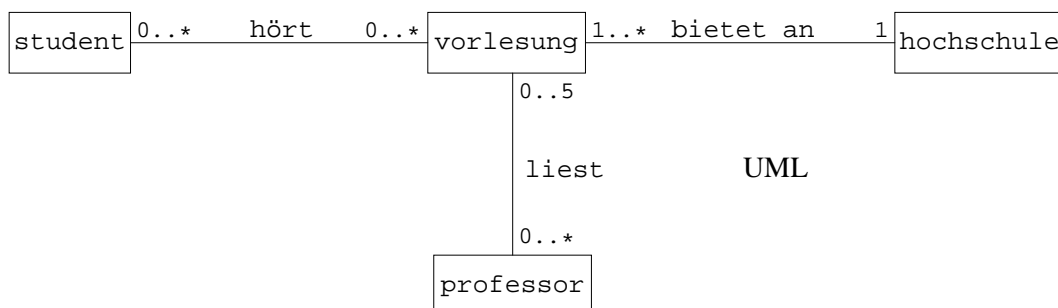 0..* hört 0..* 1..* bietet an 1
student vorlesung hochschule
0..5
liest UML
0..*
professor